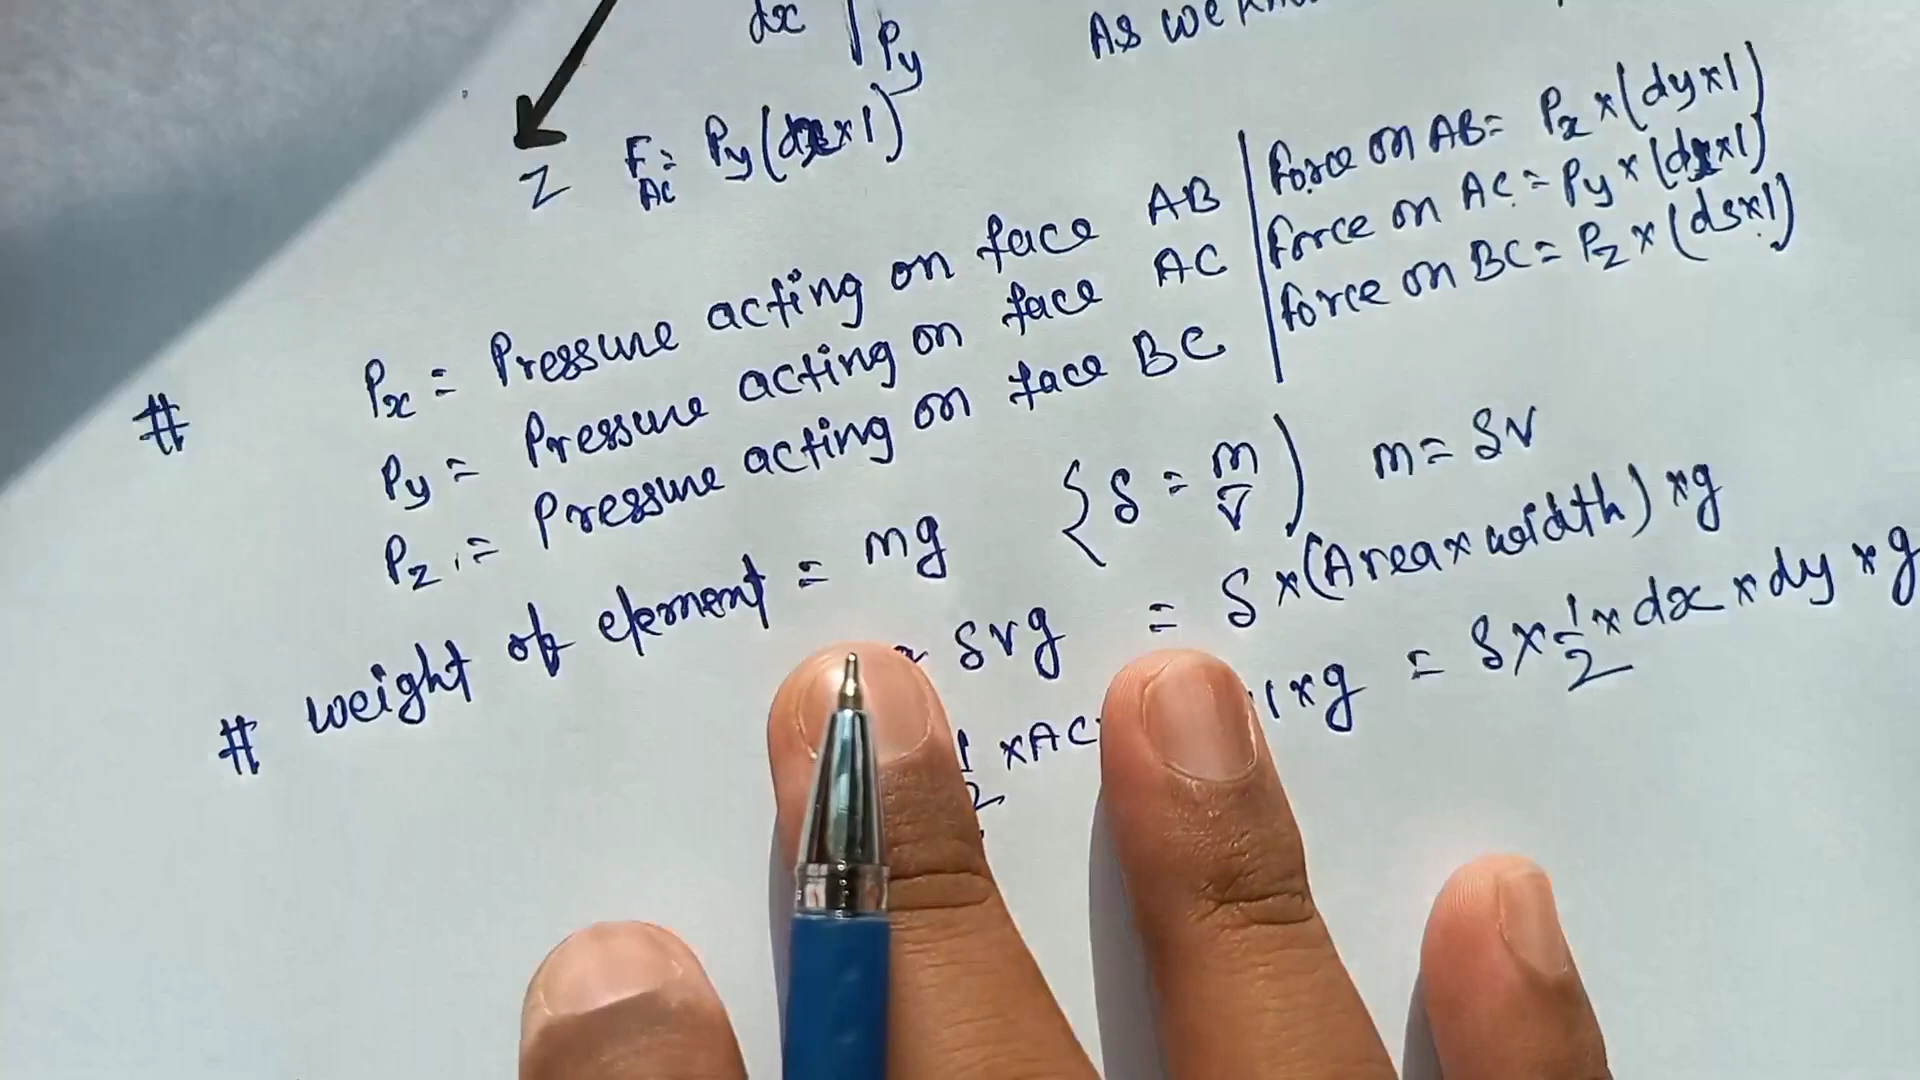 dx Py
As we
Z F AC = Py(dx×1)
Px = Pressure acting on face AB | Force on AB = Px×(dy×1)
Py = Pressure acting on face AC | Force on AC = Py×(dx×1)
Pz = Pressure acting on face BC | Force on BC = Pz×(ds×1)
#
# weight of element = mg {S = m/V) m = SV
= SVg = S×(Area×width)×g
1/2 ×AC 1×g = S×1/2×dx×dy×g